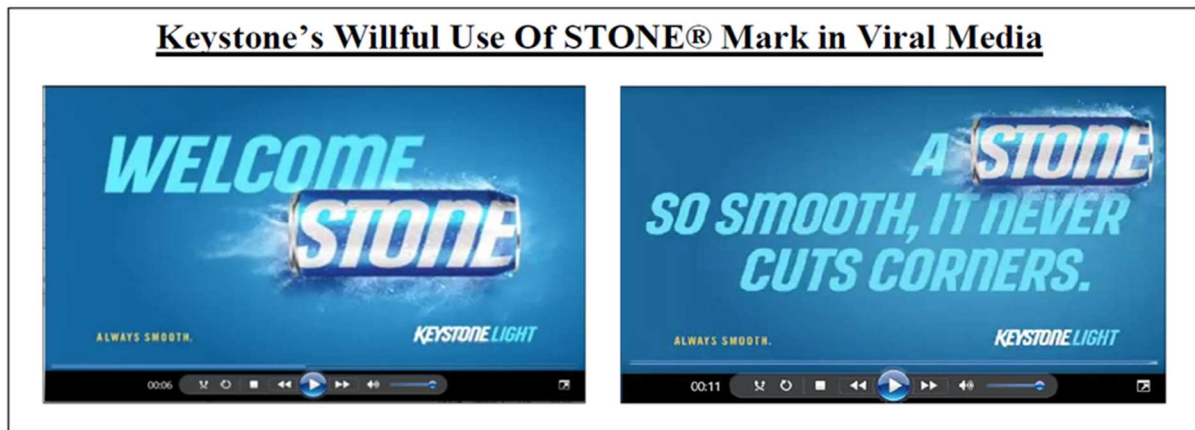 Keystone's Willful Use Of STONE® Mark in Viral Media
WELCOME
STONE
ALWAYS SMOOTH.
KEYSTONE LIGHT
00:06
A STONE
SO SMOOTH, IT NEVER
CUTS CORNERS.
ALWAYS SMOOTH.
KEYSTONE LIGHT
00:11